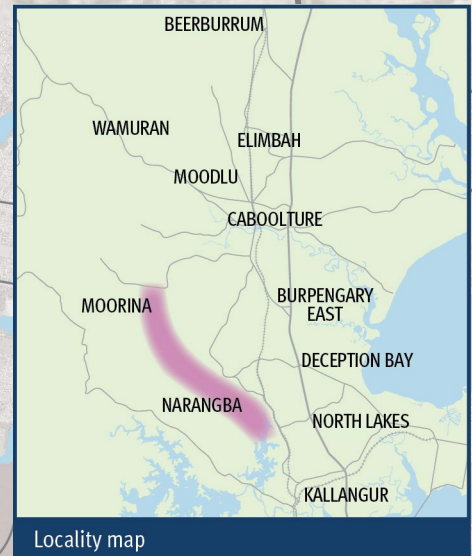 BEERBURRUM
WAMURAN
ELIMBAH
MOODLU
CABOOLTURE
MOORINA
BURPENGARY
EAST
DECEPTION BAY
NARANGBA
NORTH LAKES
KALLANGUR
Locality map